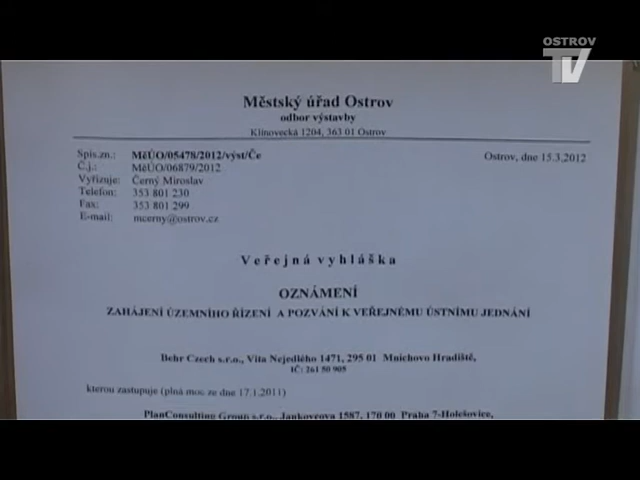 OSTROV
TV
Městský úřad Ostrov
odbor výstavby
Klínovecká 1204, 363 01 Ostrov
Spis.zn.: MěÚO/05478/2012/výst/Če
Ostrov, dne 15.3.2012
Č.j.: MěÚO/06879/2012
Vyřizuje: Černý Miroslav
Telefon: 353 801 230
Fax: 353 801 299
E-mail: mcerny@ostrov.cz
Veřejná vyhláška
OZNÁMENÍ
ZAHÁJENÍ ÚZEMNÍHO ŘÍZENÍ A POZVÁNÍ K VEŘEJNÉMU ÚSTNÍMU JEDNÁNÍ
Behr Czech s.r.o., Víta Nejedlého 1471, 295 01 Mnichovo Hradiště,
IČ: 261 50 905
kterou zastupuje (plná moc ze dne 17.1.2011)
PlanConsulting Group s.r.o., Jankovcova 1587, 170 00 Praha 7-Holešovice,